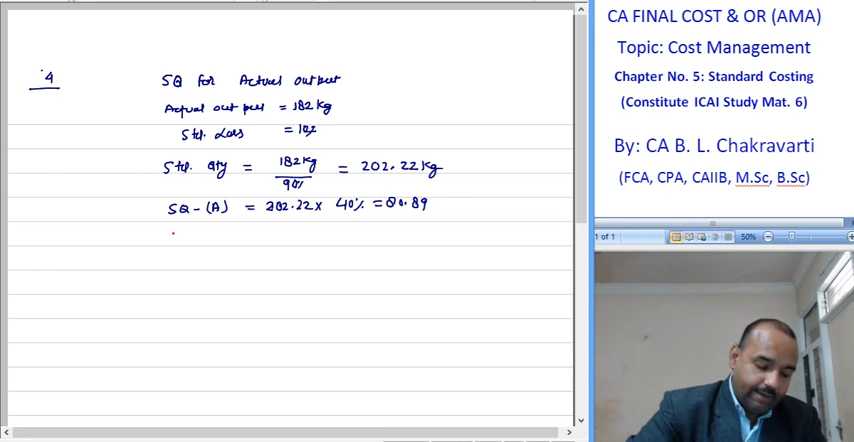 4
SQ for Actual output
Actual output = 182 kg
Std. Loss = 10%
Std. Qty = 182 kg / 90% = 202.22 kg
SQ - (A) = 202.22 x 40% = 80.89
CA FINAL COST & OR (AMA)
Topic: Cost Management
Chapter No. 5: Standard Costing
(Constitute ICAI Study Mat. 6)
By: CA B. L. Chakravarti
(FCA, CPA, CAIIB, M.Sc, B.Sc)
1 of 1
50%